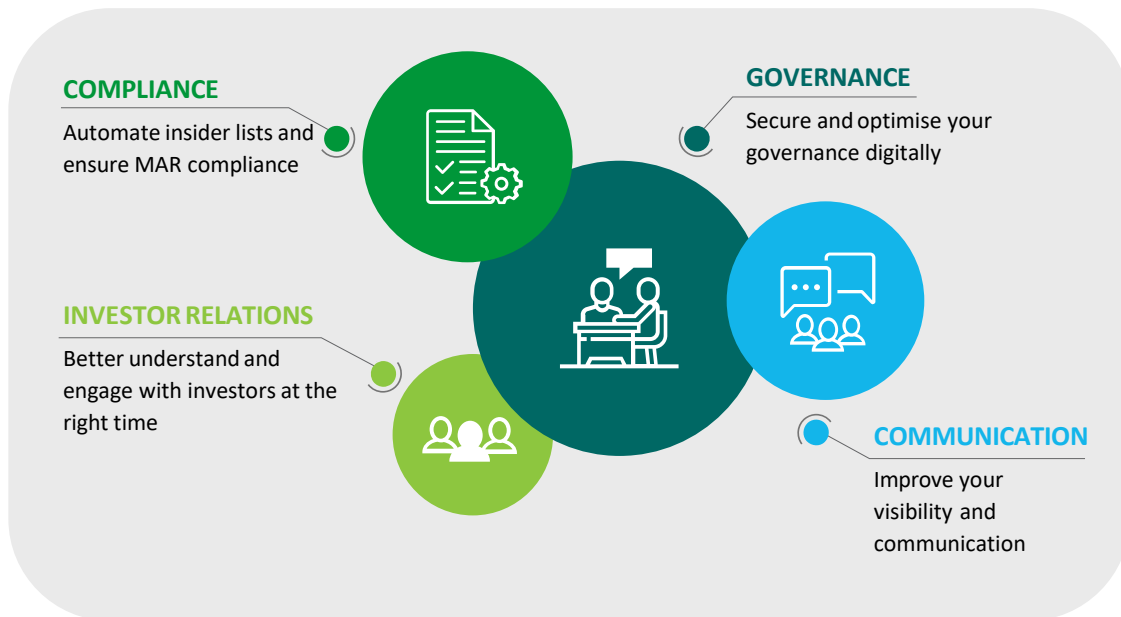 COMPLIANCE
Automate insider lists and
ensure MAR compliance
GOVERNANCE
Secure and optimise your
governance digitally
INVESTOR RELATIONS
Better understand and
engage with investors at the
right time
COMMUNICATION
Improve your
visibility and
communication